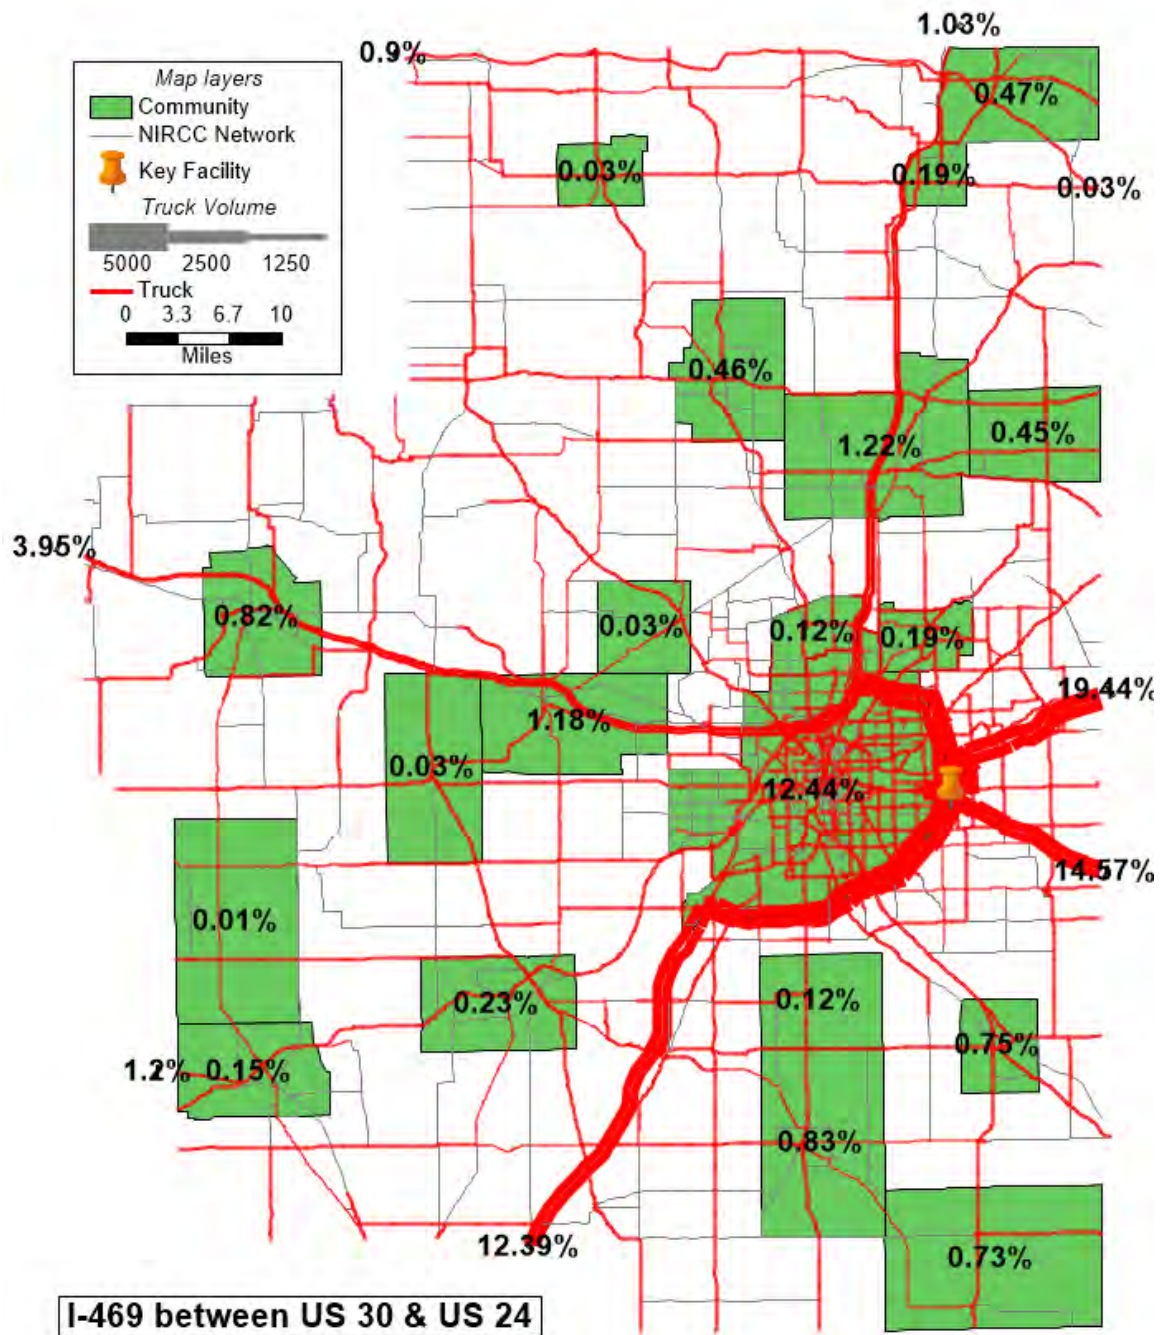 1.03%
0.9%
Map layers
Community
NIRCC Network
Key Facility
Truck Volume
5000 2500 1250
Truck
0 3.3 6.7 10
Miles
0.47%
0.03%
0.19%
0.03%
0.46%
1.22%
0.45%
3.95%
0.82%
0.03%
0.12%
0.19%
19.44%
1.18%
0.03%
12.44%
14.57%
0.01%
0.23%
0.12%
0.75%
1.2%
0.15%
0.83%
12.39%
0.73%
I-469 between US 30 & US 24